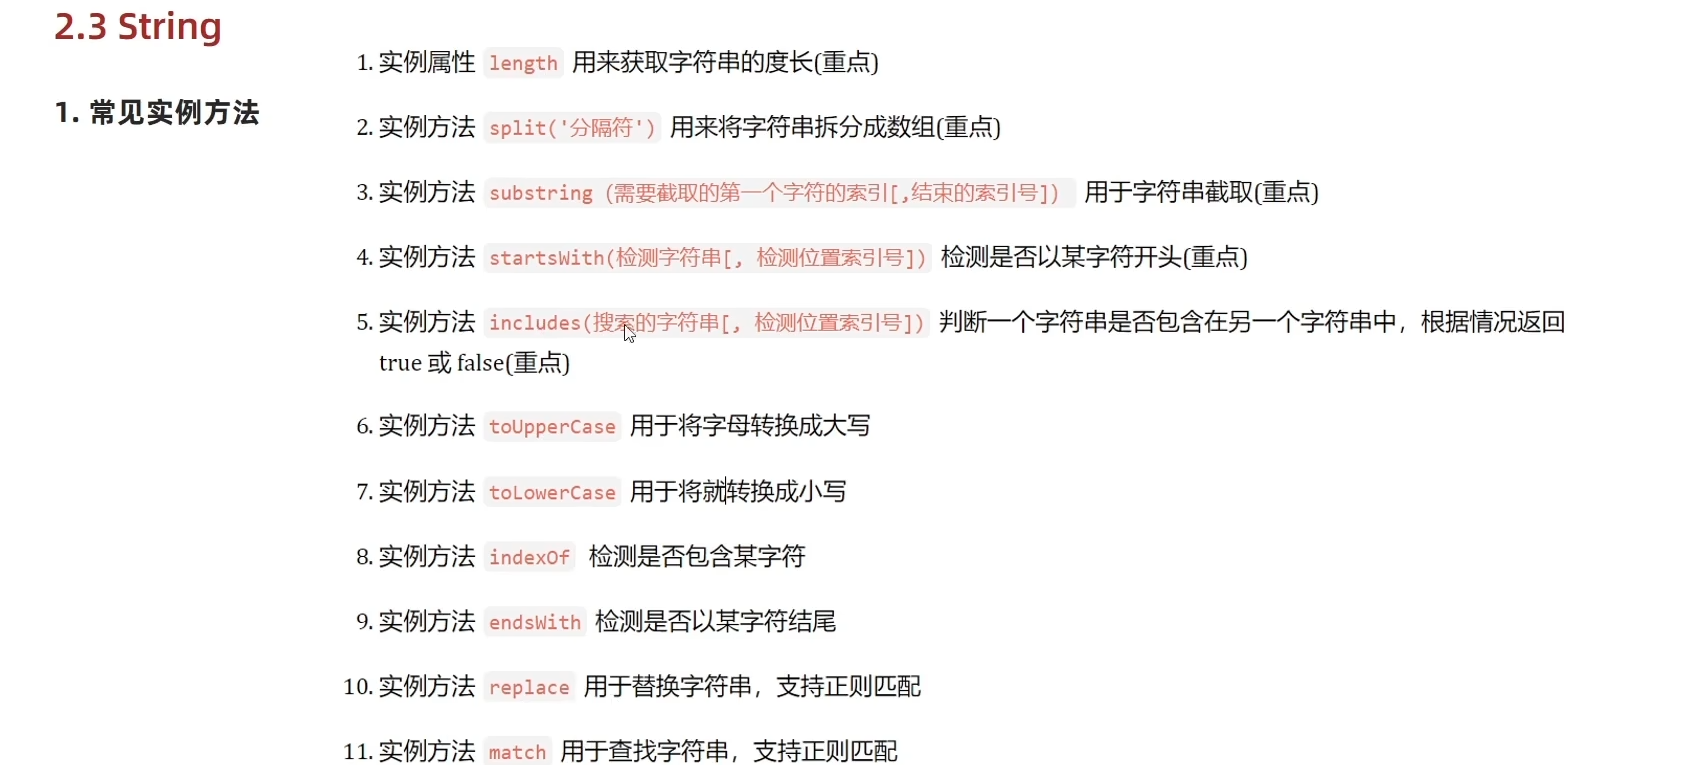 2.3 String
1. 常见实例方法
1. 实例属性 length 用来获取字符串的度长(重点)
2. 实例方法 split('分隔符') 用来将字符串拆分成数组(重点)
3. 实例方法 substring（需要截取的第一个字符的索引[,结束的索引号]） 用于字符串截取(重点)
4. 实例方法 startsWith(检测字符串[, 检测位置索引号]) 检测是否以某字符开头(重点)
5. 实例方法 includes(搜索的字符串[, 检测位置索引号]) 判断一个字符串是否包含在另一个字符串中，根据情况返回
true 或 false(重点)
6. 实例方法 toUpperCase 用于将字母转换成大写
7. 实例方法 toLowerCase 用于将就转换成小写
8. 实例方法 indexOf 检测是否包含某字符
9. 实例方法 endsWith 检测是否以某字符结尾
10. 实例方法 replace 用于替换字符串，支持正则匹配
11. 实例方法 match 用于查找字符串，支持正则匹配